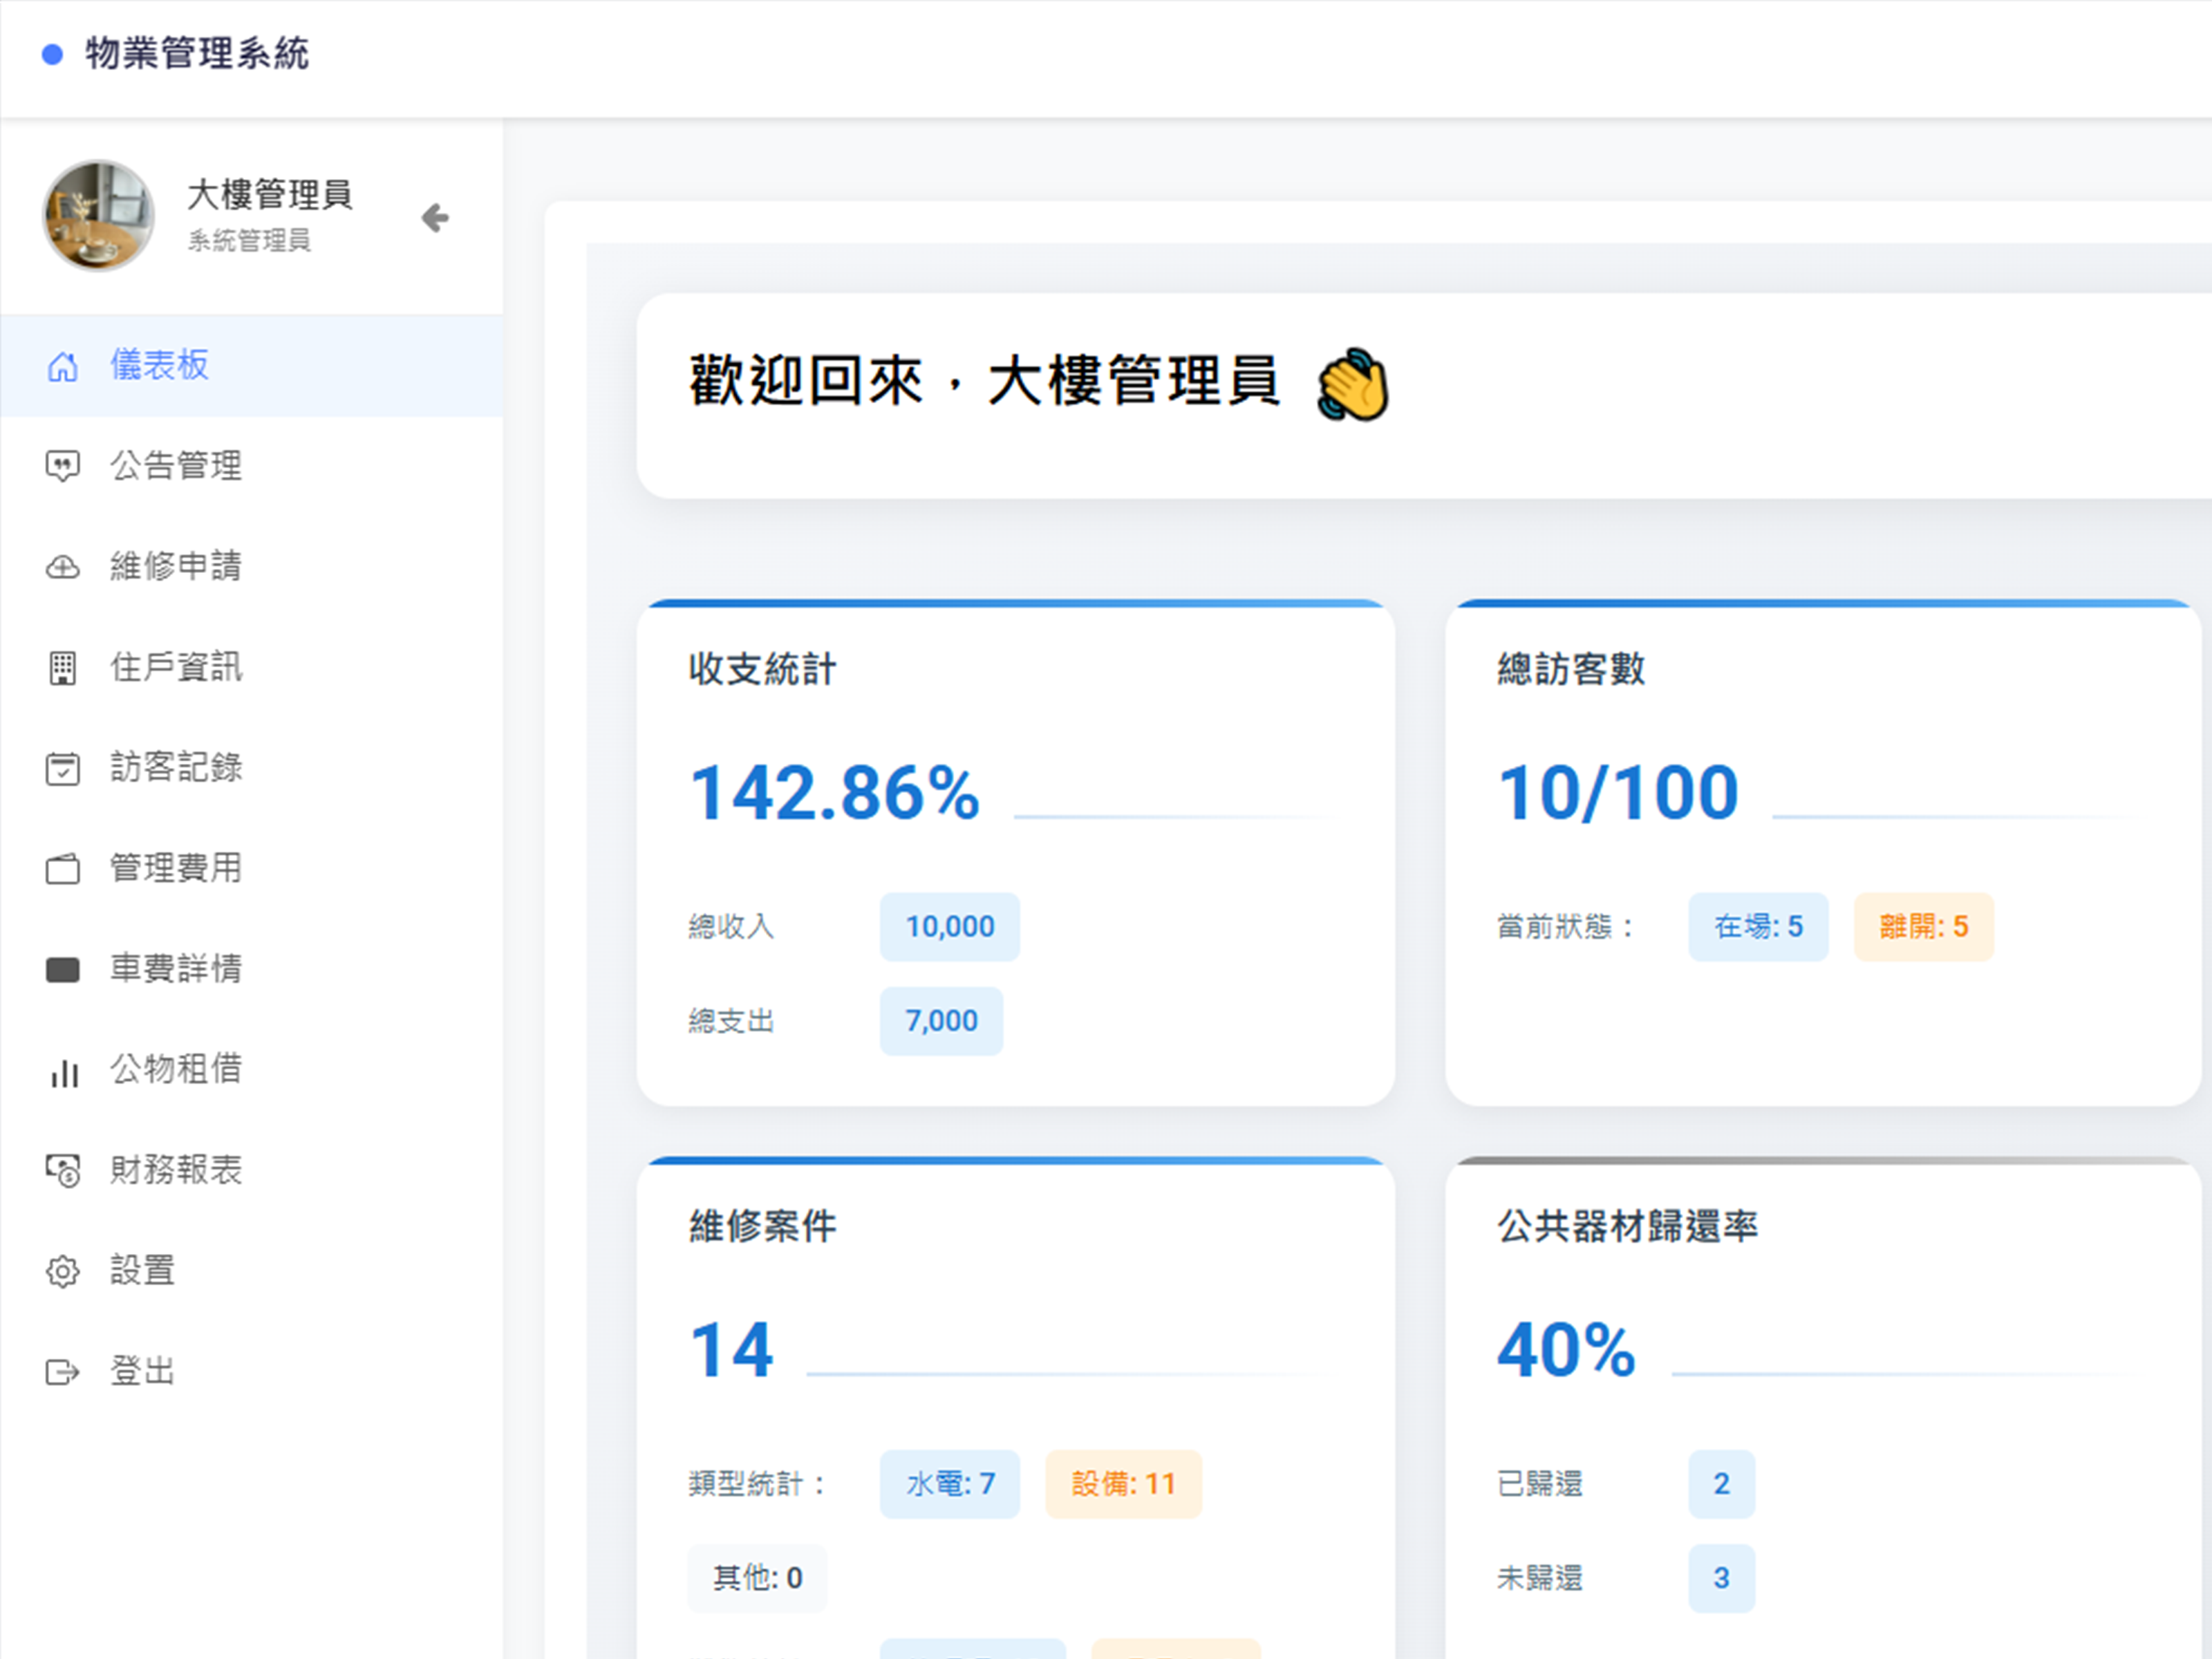 物業管理系統
大樓管理員
系統管理員
儀表板
公告管理
維修申請
住戶資訊
訪客記錄
管理費用
車費詳情
公物租借
財務報表
設置
登出
歡迎回來，大樓管理員 👋
收支統計
142.86%
總收入 10,000
總支出 7,000
總訪客數
10/100
當前狀態： 在場: 5 離開: 5
維修案件
14
類型統計： 水電: 7 設備: 11
其他: 0
公共器材歸還率
40%
已歸還 2
未歸還 3